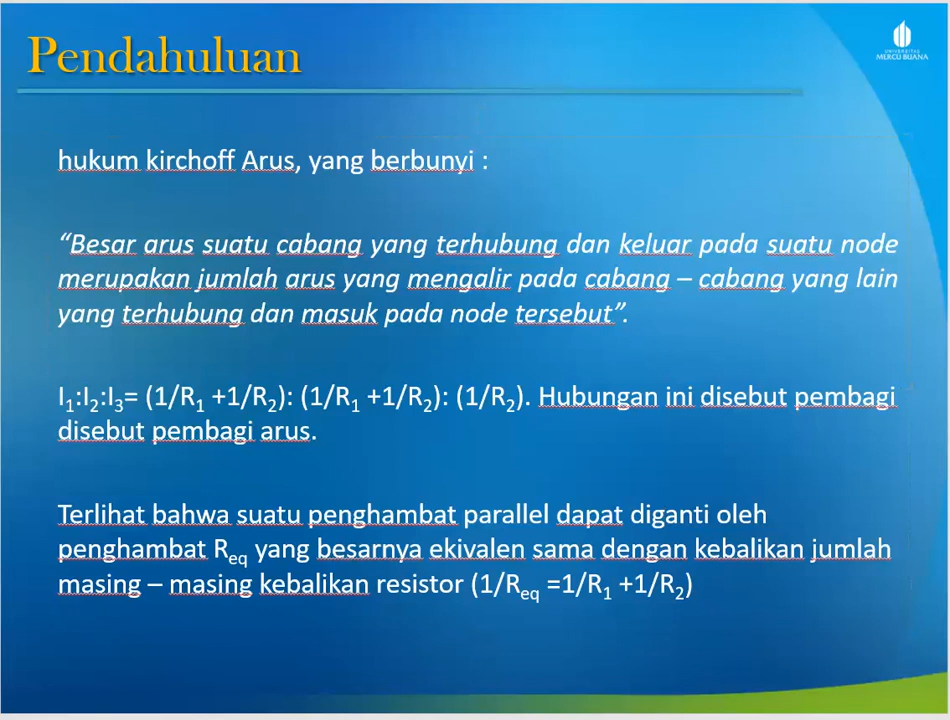 Pendahuluan
UNIVERSITAS
MERCU BUANA
hukum kirchoff Arus, yang berbunyi :
“Besar arus suatu cabang yang terhubung dan keluar pada suatu node
merupakan jumlah arus yang mengalir pada cabang – cabang yang lain
yang terhubung dan masuk pada node tersebut”.
I₁:I₂:I₃= (1/R₁ +1/R₂): (1/R₁ +1/R₂): (1/R₂). Hubungan ini disebut pembagi
disebut pembagi arus.
Terlihat bahwa suatu penghambat parallel dapat diganti oleh
penghambat Req yang besarnya ekivalen sama dengan kebalikan jumlah
masing – masing kebalikan resistor (1/Req =1/R₁ +1/R₂)